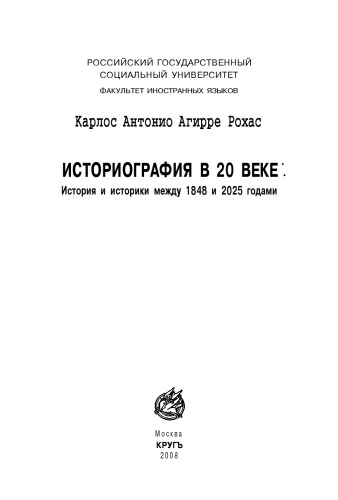 РОССИЙСКИЙ ГОСУДАРСТВЕННЫЙ
СОЦИАЛЬНЫЙ УНИВЕРСИТЕТ
ФАКУЛЬТЕТ ИНОСТРАННЫХ ЯЗЫКОВ
Карлос Антонио Агирре Рохас
ИСТОРИОГРАФИЯ В 20 ВЕКЕ
История и историки между 1848 и 2025 годами
Москва
КРУГЪ
2008